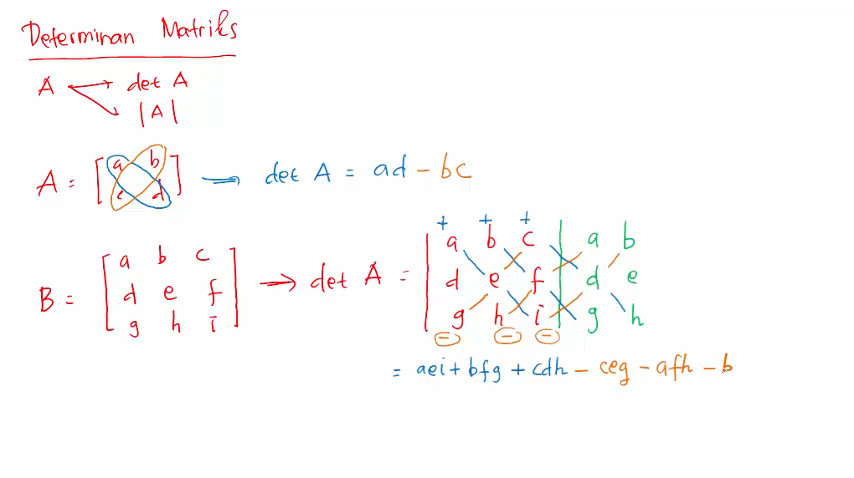 Determinan Matriks
A → det A
|A|
A = [a b
c d] → det A = ad - bc
B = [a b c
d e f
g h i] → det A = |a b c| a b
d e f d e
g h i g h
+ + +
- - -
= aei + bfg + cdh - ceg - afh - b